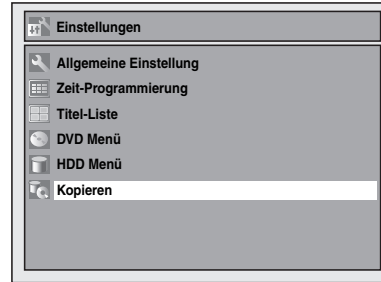 Einstellungen
Allgemeine Einstellung
Zeit-Programmierung
Titel-Liste
DVD Menü
HDD Menü
Kopieren